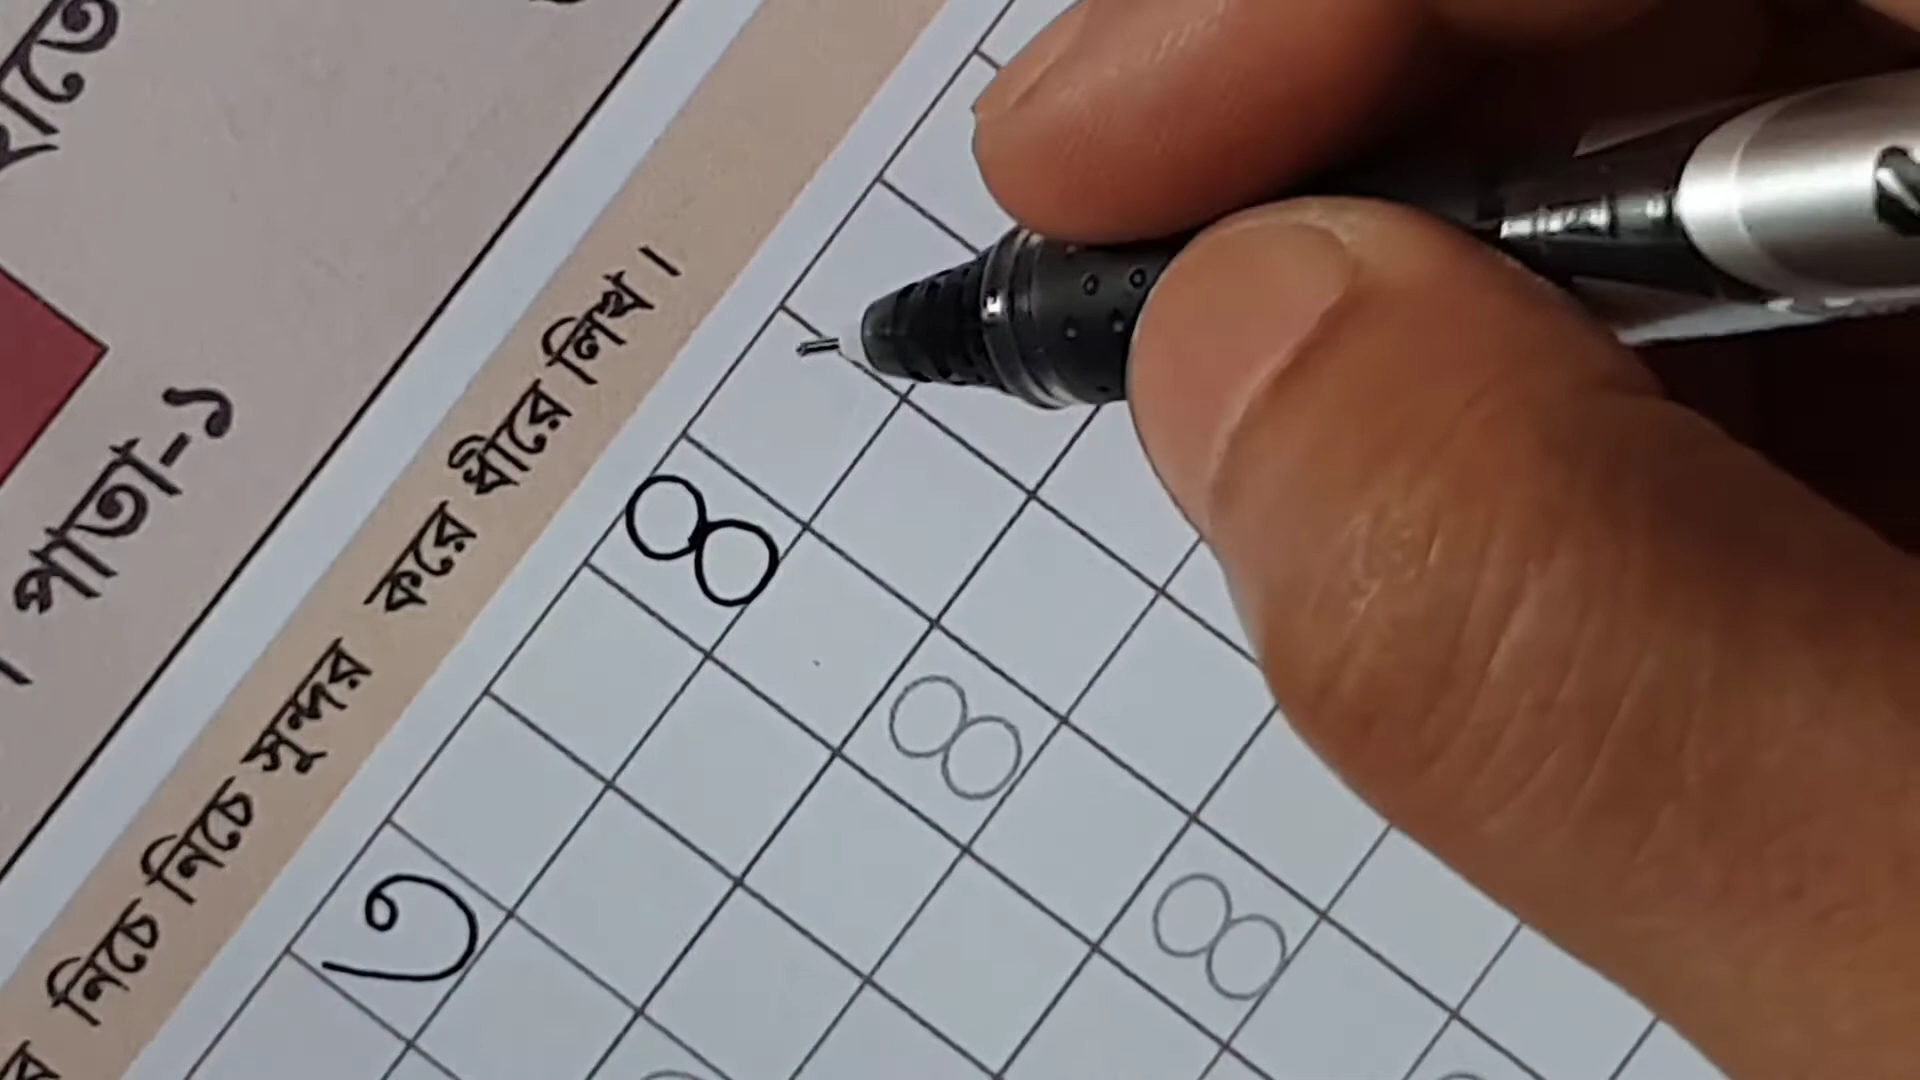 হাতে
। পাতা-১
নিচে নিচে সুন্দর করে ধীরে লিখ।
৩ ৪
৪
৪